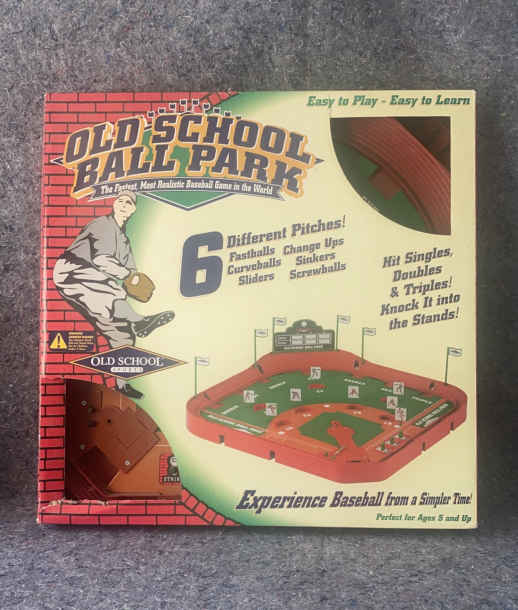 Easy to Play - Easy to Learn
OLD SCHOOL
BALL PARK
The Fastest, Most Realistic Baseball Game in the World
6 Different Pitches!
Fastballs Change Ups
Curveballs Sinkers
Sliders Screwballs
Hit Singles,
Doubles
& Triples!
Knock It into
the Stands!
OLD SCHOOL
SPORTS
Experience Baseball from a Simpler Time!
Perfect for Ages 5 and Up